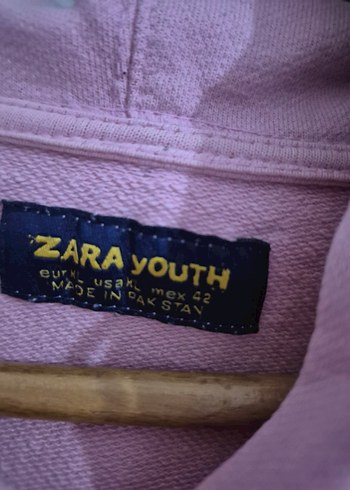 ZARA YOUTH
eur XL usa XL mex 42
MADE IN PAKISTAN